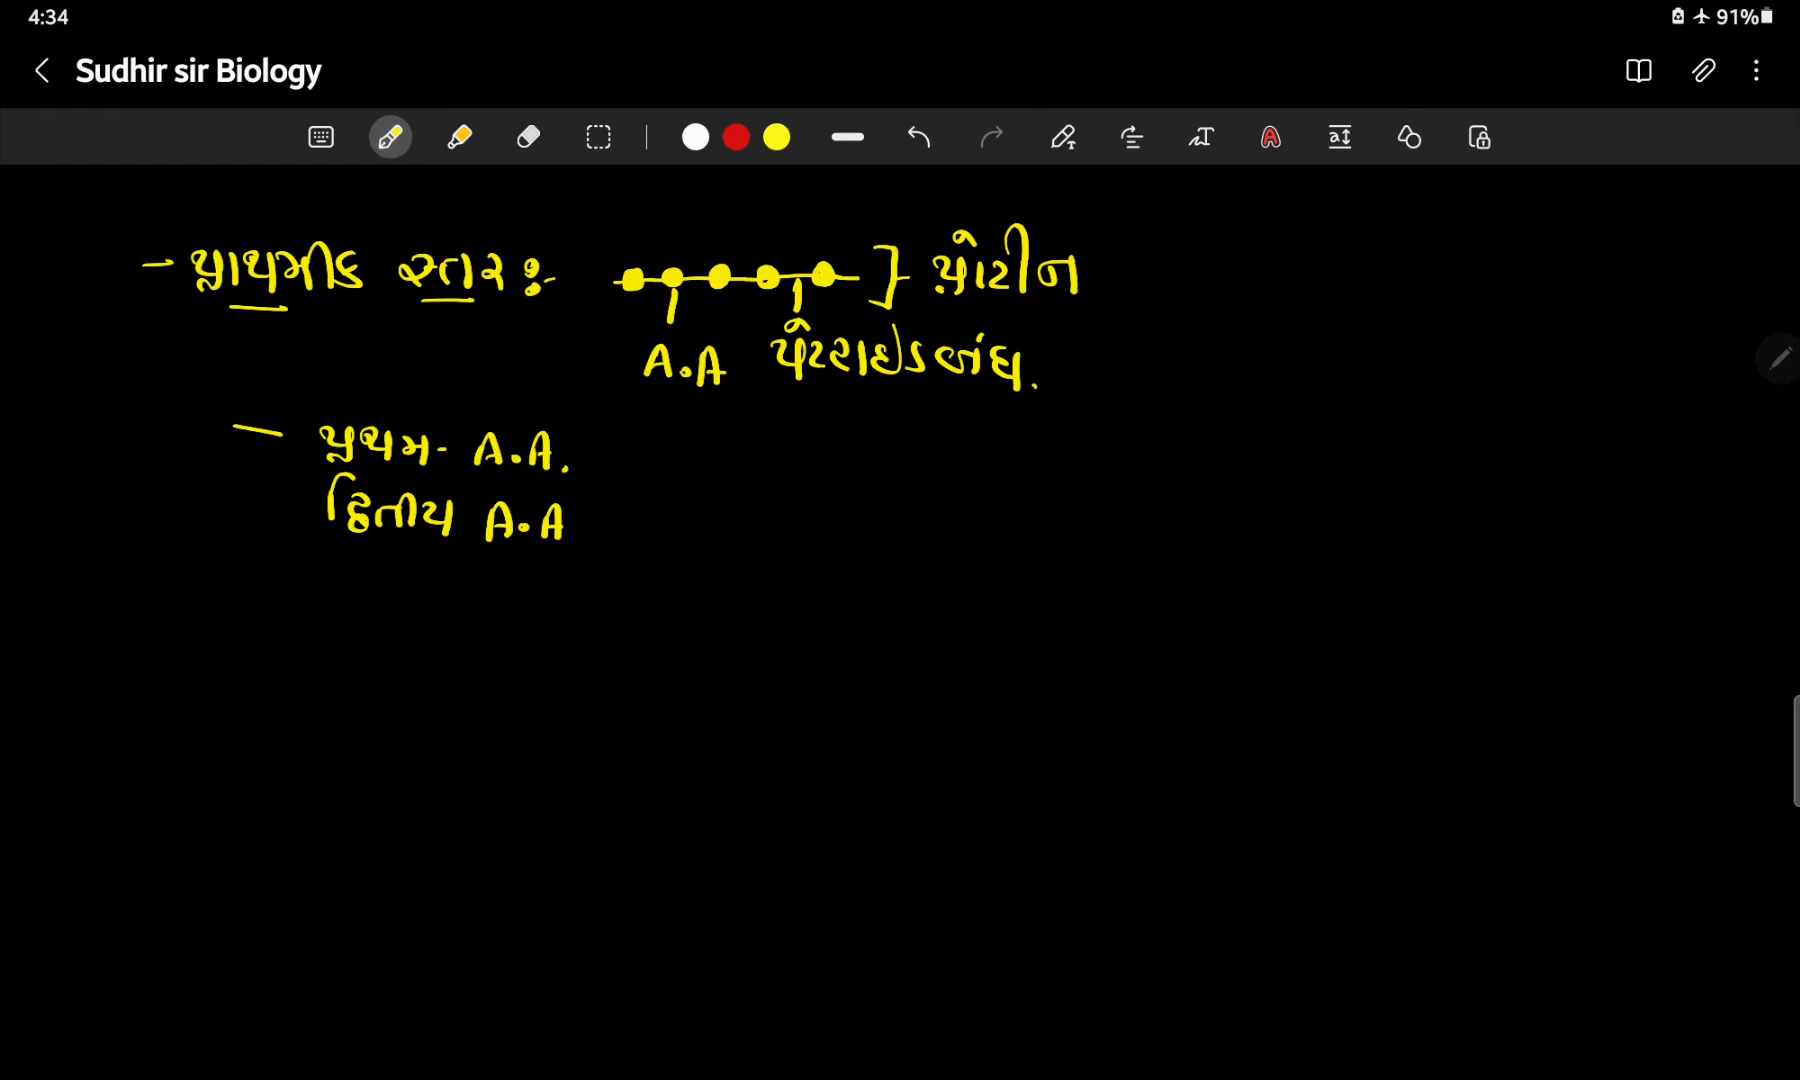 4:34 91%
Sudhir sir Biology
- પ્રાથમીક સ્તર :- ] પ્રોટીન
A.A પેપ્ટાઇડ બંધ.
- પ્રથમ - A.A.
દ્વિતીય A.A